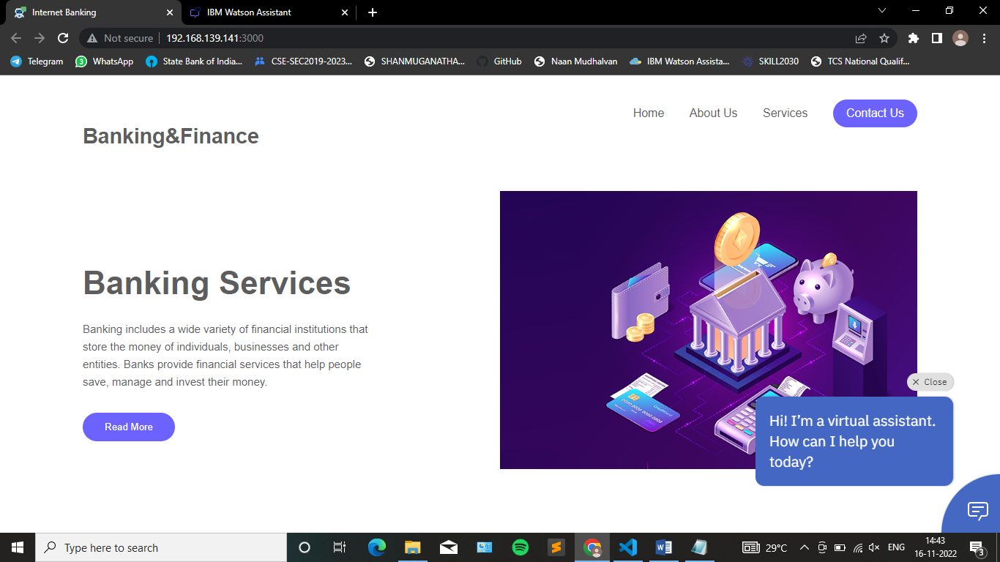 Internet Banking
IBM Watson Assistant
Not secure
192.168.139.141:3000
Telegram
3
WhatsApp
State Bank of India...
CSE-SEC2019-2023...
SHANMUGANATHA...
GitHub
Naan Mudhalvan
IBM Watson Assista...
SKILL2030
TCS National Qualif...
Home
About Us
Services
Contact Us
Banking&Finance
Banking Services
Banking includes a wide variety of financial institutions that
store the money of individuals, businesses and other
entities. Banks provide financial services that help people
save, manage and invest their money.
Read More
Close
Hi! I’m a virtual assistant.
How can I help you
today?
Type here to search
29°C
ENG
14:43
16-11-2022
3